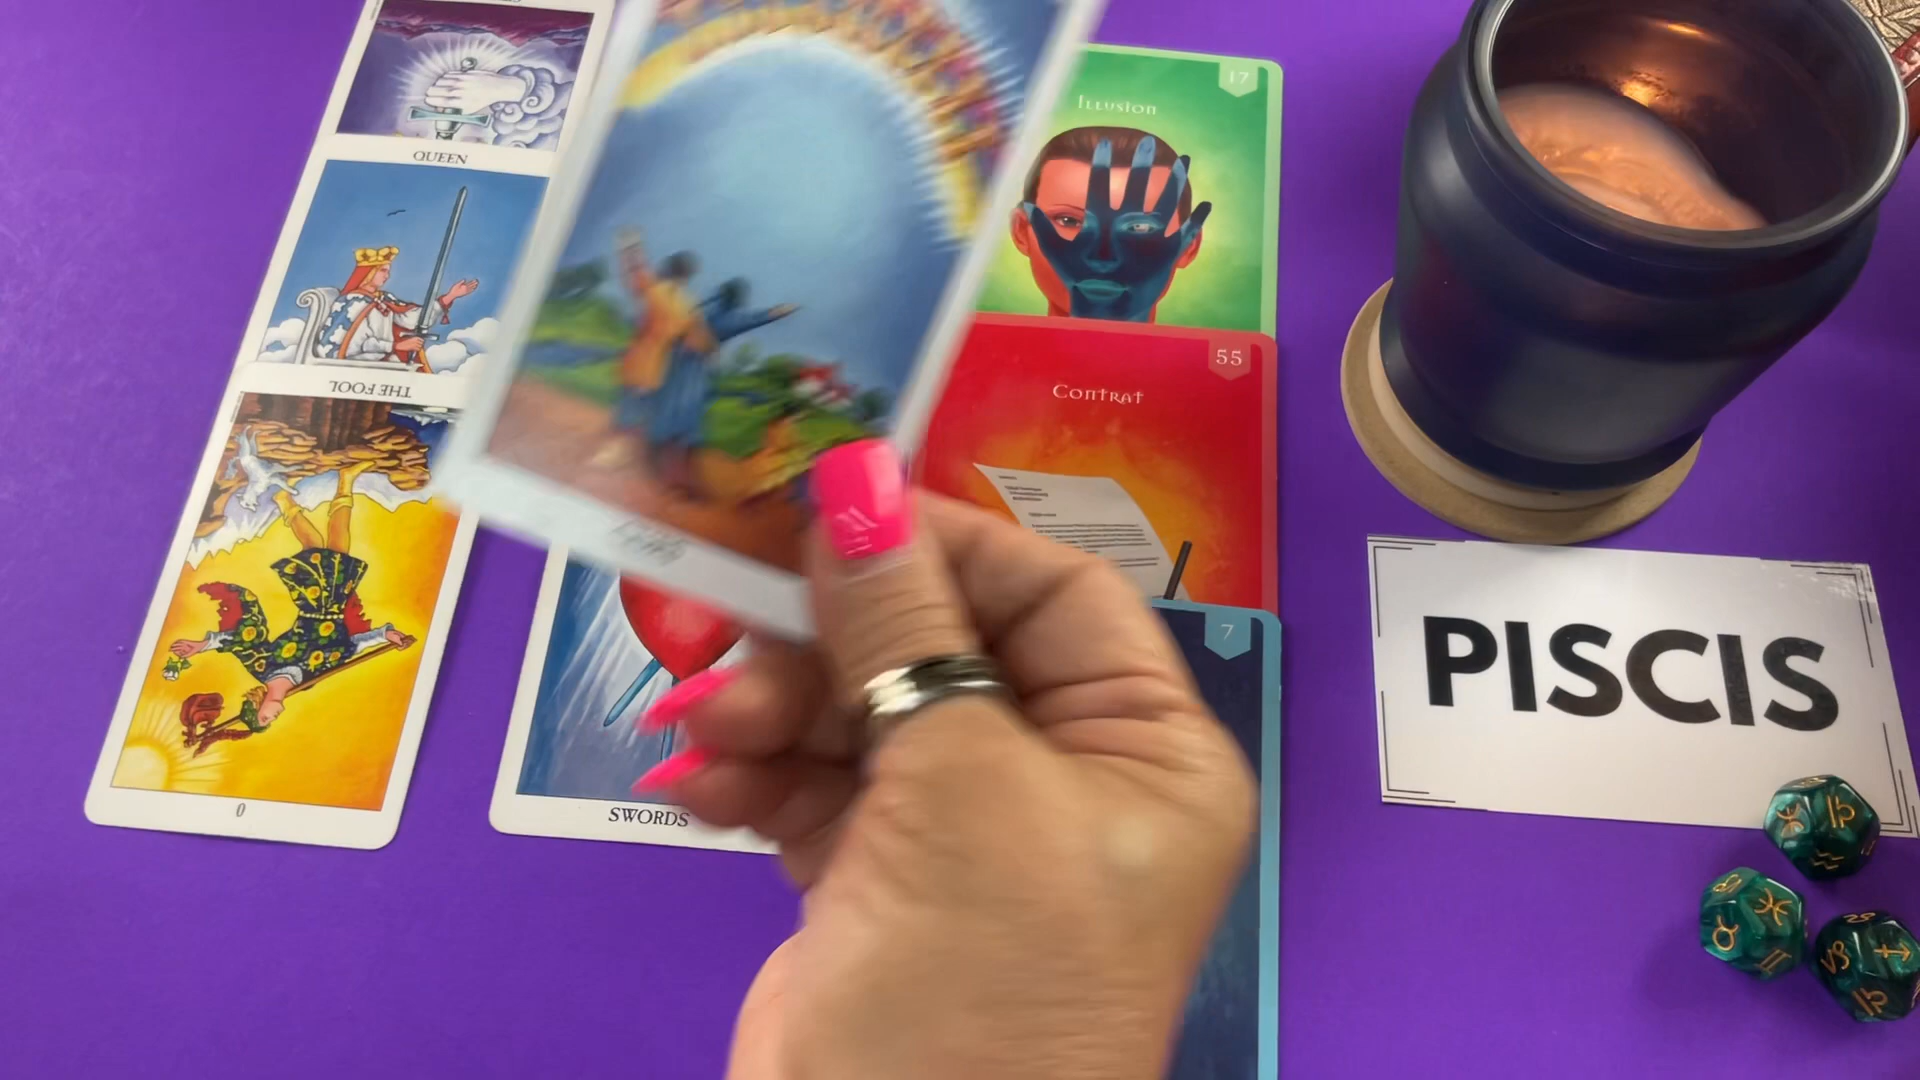 QUEEN
THE FOOL
0
SWORDS
17
Illusion
55
Contrat
7
PISCIS